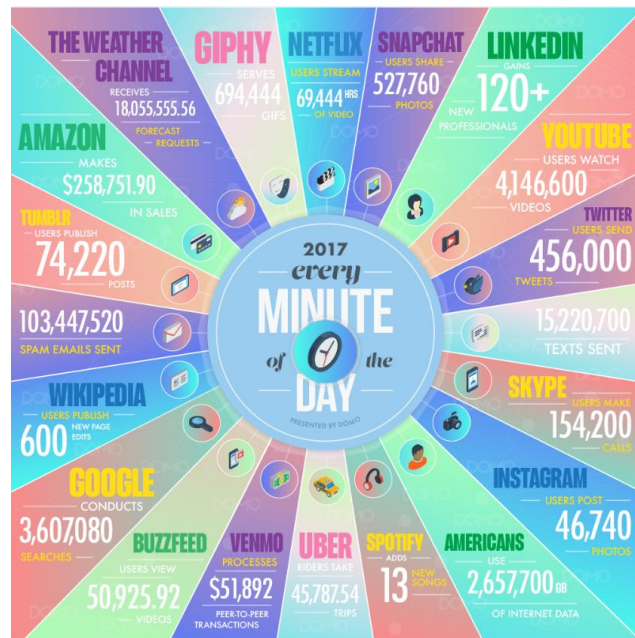 THE WEATHER
CHANNEL
RECEIVES
18,055,555.56
FORECAST
REQUESTS
GIPHY
SERVES
694,444
GIFS
NETFLIX
USERS STREAM
69,444 HRS
OF VIDEO
SNAPCHAT
USERS SHARE
527,760
PHOTOS
LINKEDIN
GAINS
120+
NEW
PROFESSIONALS
YOUTUBE
USERS WATCH
4,146,600
VIDEOS
TWITTER
USERS SEND
456,000
TWEETS
15,220,700
TEXTS SENT
SKYPE
USERS MAKE
154,200
CALLS
INSTAGRAM
USERS POST
46,740
PHOTOS
AMERICANS
USE
2,657,700 GB
OF INTERNET DATA
SPOTIFY
ADDS
13 NEW
SONGS
UBER
RIDERS TAKE
45,787.54
TRIPS
VENMO
PROCESSES
$51,892
PEER-TO-PEER
TRANSACTIONS
BUZZFEED
USERS VIEW
50,925.92
VIDEOS
GOOGLE
CONDUCTS
3,607,080
SEARCHES
WIKIPEDIA
USERS PUBLISH
600 NEW PAGE
EDITS
103,447,520
SPAM EMAILS SENT
TUMBLR
USERS PUBLISH
74,220
POSTS
AMAZON
MAKES
$258,751.90
IN SALES
2017
every
MINUTE
of the
DAY
PRESENTED BY DOMO